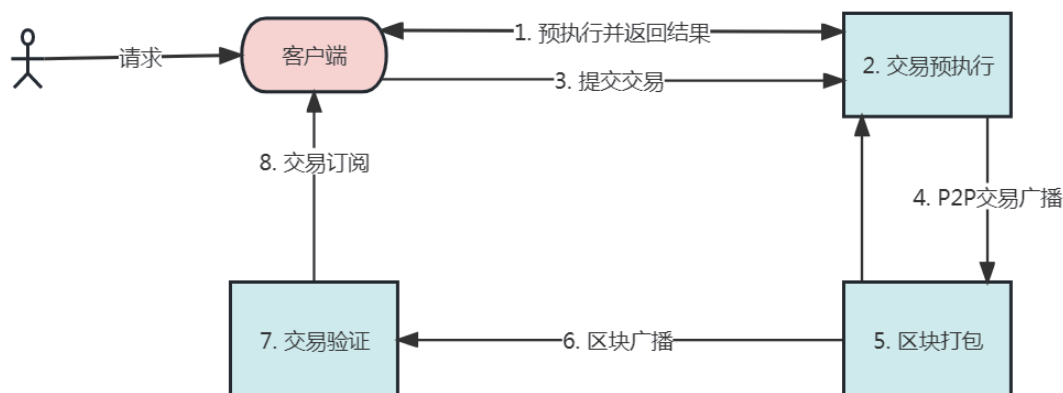 请求
客户端
1. 预执行并返回结果
2. 交易预执行
3. 提交交易
8. 交易订阅
4. P2P交易广播
7. 交易验证
6. 区块广播
5. 区块打包